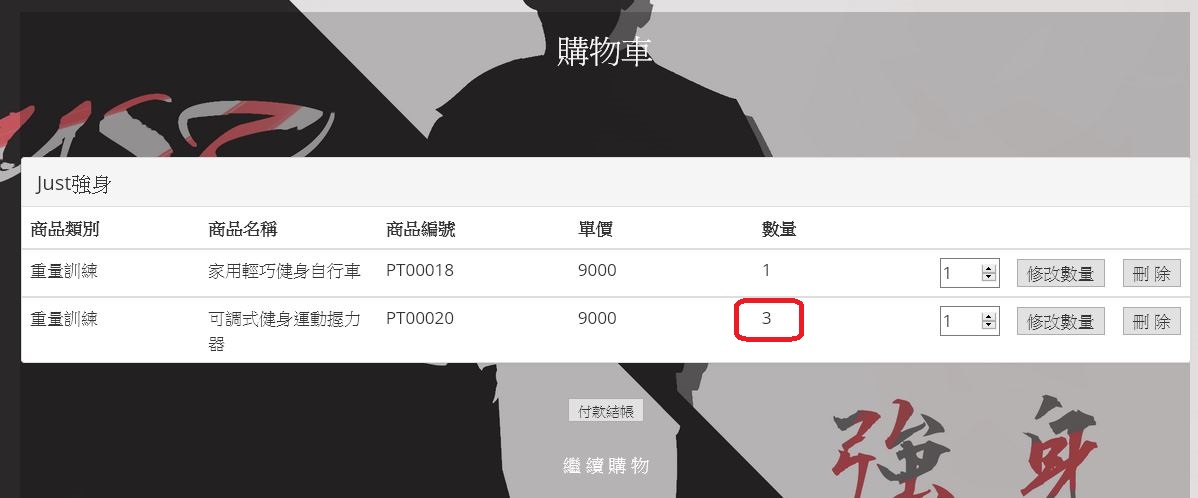 購物車
Just強身
商品類別 商品名稱 商品編號 單價 數量
重量訓練 家用輕巧健身自行車 PT00018 9000 1 1 修改數量 刪 除
重量訓練 可調式健身運動握力 PT00020 9000 3 1 修改數量 刪 除
器
付款結帳
繼 續 購 物
強 身